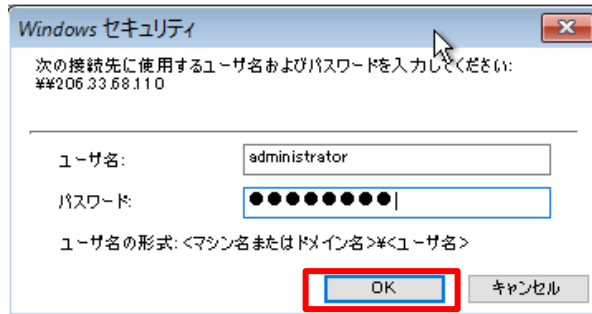 Windows セキュリティ
次の接続先に使用するユーザ名およびパスワードを入力してください:
¥¥206.33.68.110
ユーザ名:
administrator
パスワード:
●●●●●●●●
ユーザ名の形式: <マシン名またはドメイン名>¥<ユーザ名>
OK
キャンセル